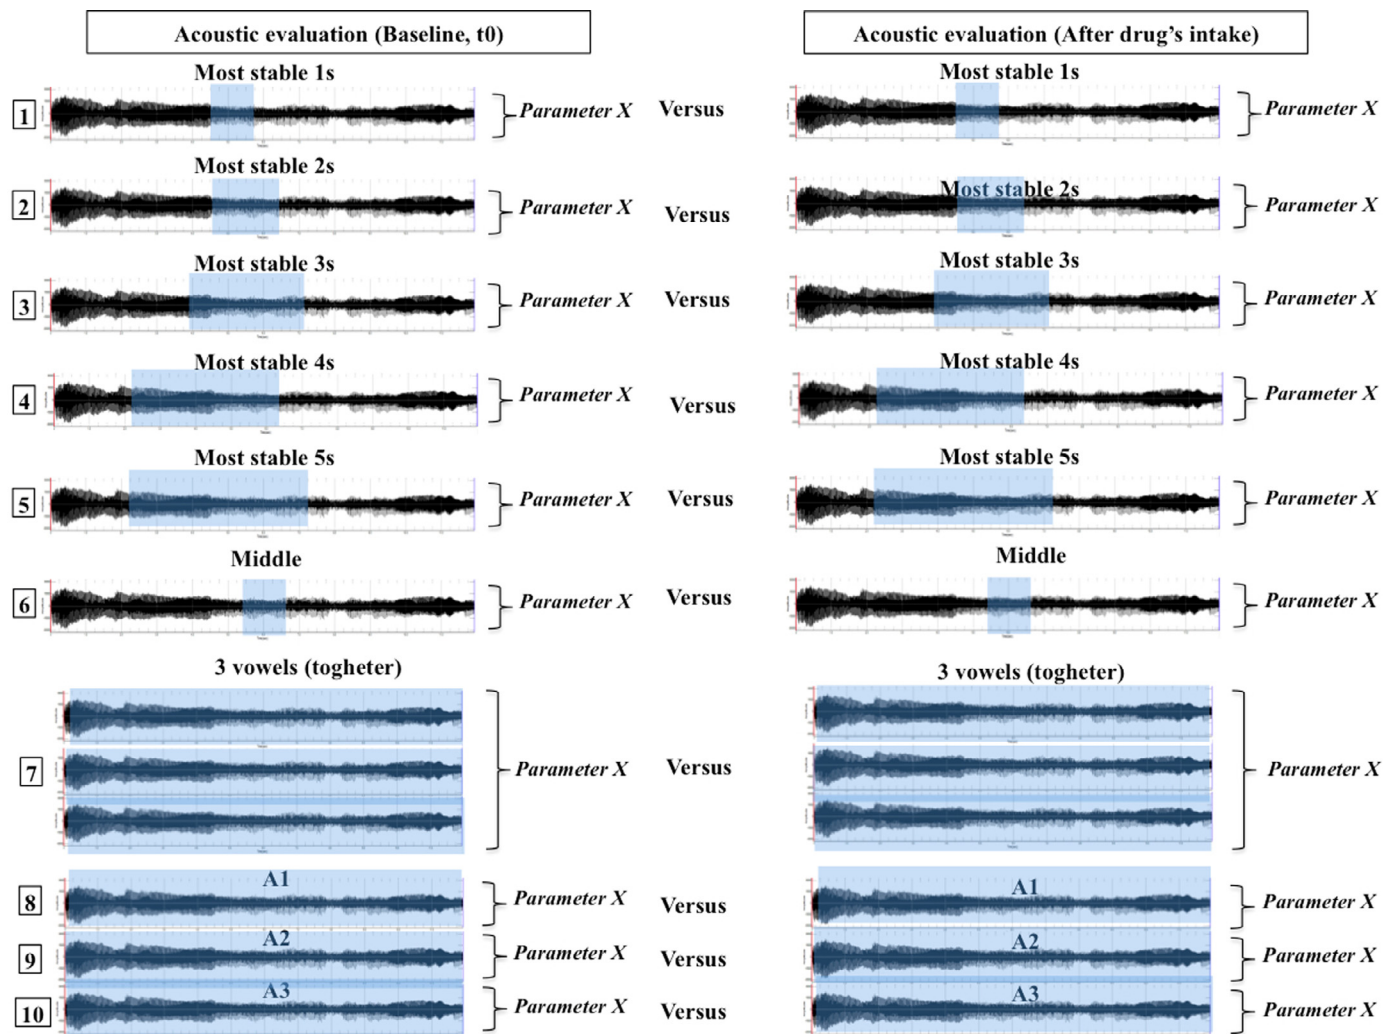 Acoustic evaluation (Baseline, t0)
Acoustic evaluation (After drug's intake)
Most stable 1s
Most stable 1s
1
Parameter X
Versus
Parameter X
Most stable 2s
Most stable 2s
2
Parameter X
Versus
Parameter X
Most stable 3s
Most stable 3s
3
Parameter X
Versus
Parameter X
Most stable 4s
Most stable 4s
4
Parameter X
Versus
Parameter X
Most stable 5s
Most stable 5s
5
Parameter X
Versus
Parameter X
Middle
Middle
6
Parameter X
Versus
Parameter X
3 vowels (togheter)
3 vowels (togheter)
7
Parameter X
Versus
Parameter X
A1
A1
8
Parameter X
Versus
Parameter X
A2
A2
9
Parameter X
Versus
Parameter X
A3
A3
10
Parameter X
Versus
Parameter X